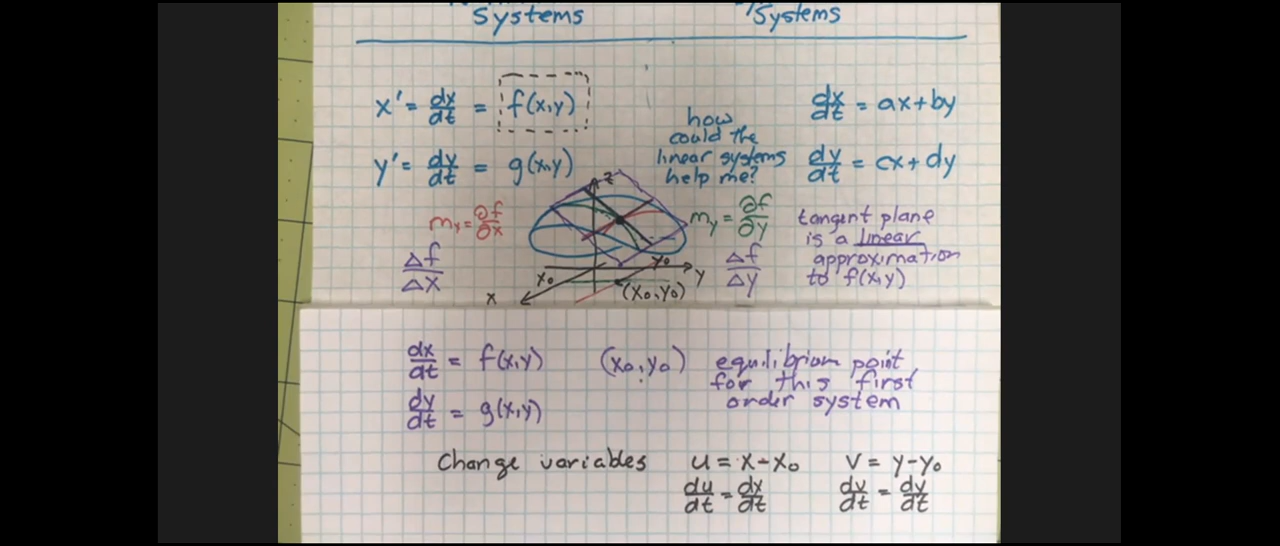 Systems
Systems
x' = dx/dt = f(x,y)
y' = dy/dt = g(x,y)
how
could the
linear systems
help me?
dx/dt = ax+by
dy/dt = cx+dy
z
mx = ∂f/∂x
Δf/Δx
my = ∂f/∂y
Δf/Δy
x0
y0
y
x
(x0,y0)
tangent plane
is a linear
approximation
to f(x,y)
dx/dt = f(x,y)
dy/dt = g(x,y)
(x0,y0)
equilibrium point
for this first
order system
Change variables
u = x-x0
v = y-y0
du/dt = dx/dt
dv/dt = dy/dt